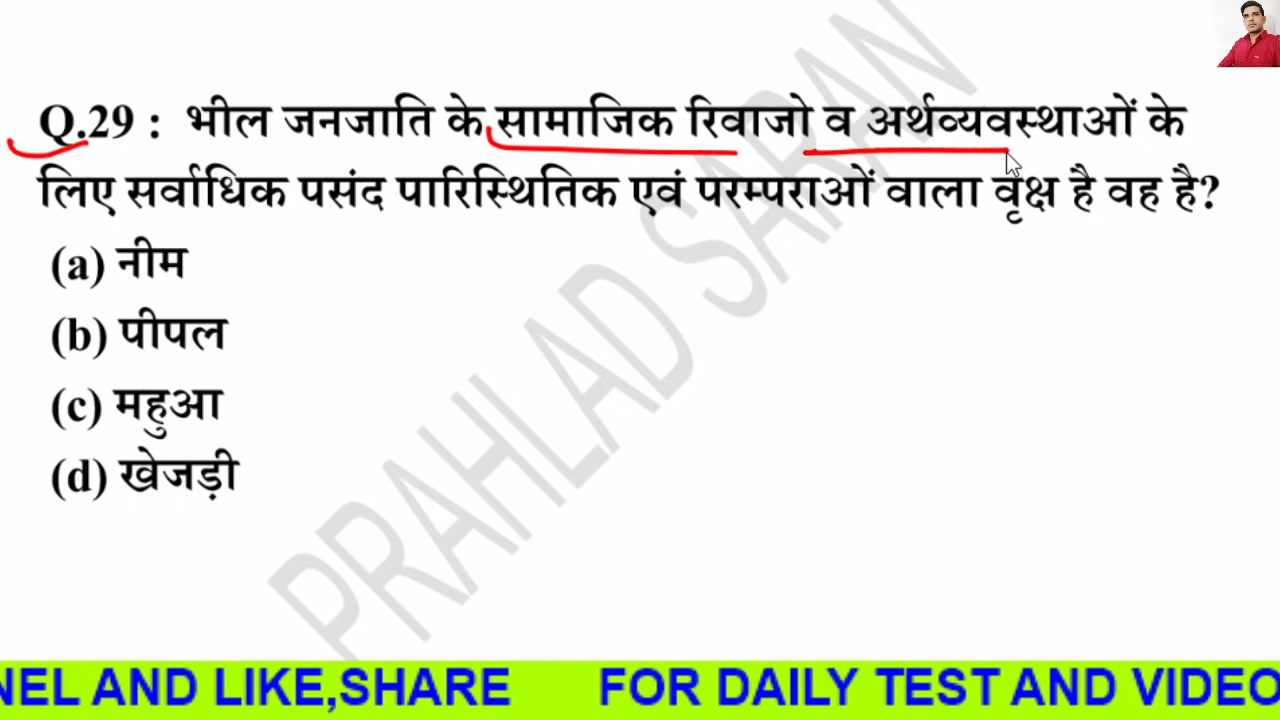 Q.29 : भील जनजाति के सामाजिक रिवाजो व अर्थव्यवस्थाओं के
लिए सर्वाधिक पसंद पारिस्थितिक एवं परम्पराओं वाला वृक्ष है वह है?
(a) नीम
(b) पीपल
(c) महुआ
(d) खेजड़ी
PRAHLAD SARAN
NEL AND LIKE,SHARE FOR DAILY TEST AND VIDEO